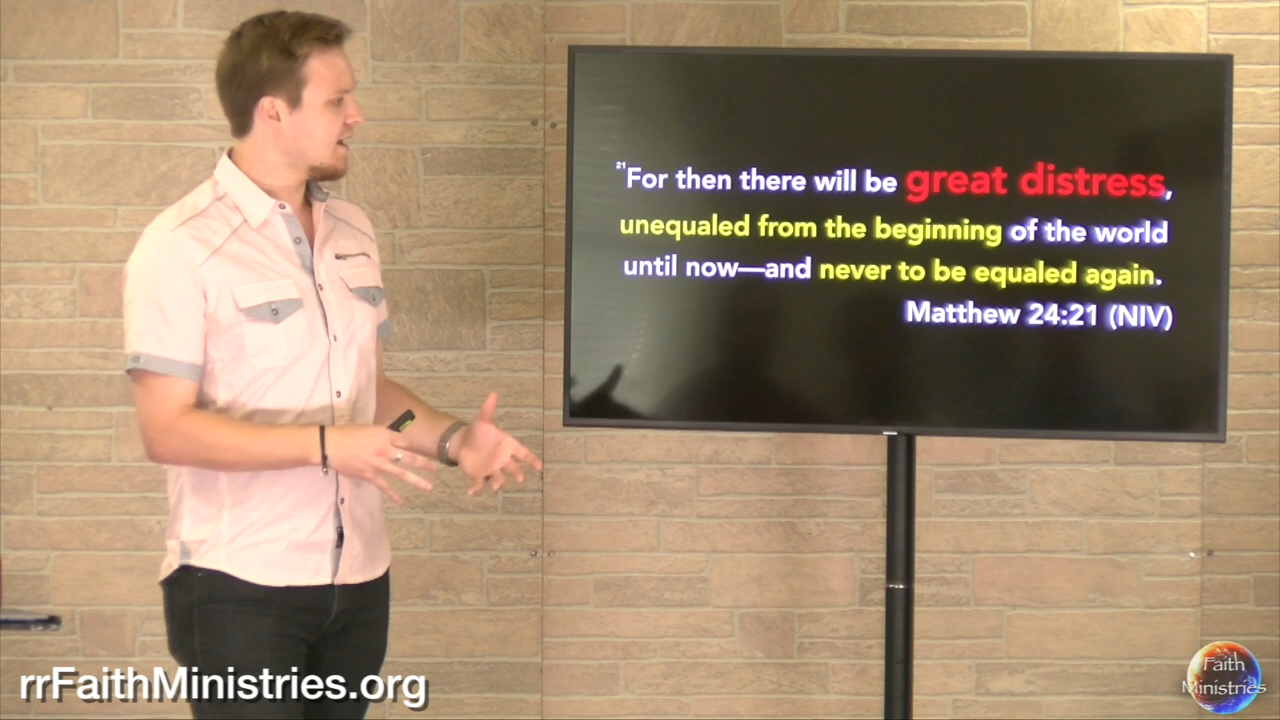 ²¹For then there will be great distress,
unequaled from the beginning of the world
until now—and never to be equaled again.
Matthew 24:21 (NIV)
rrFaithMinistries.org
Faith
Ministries